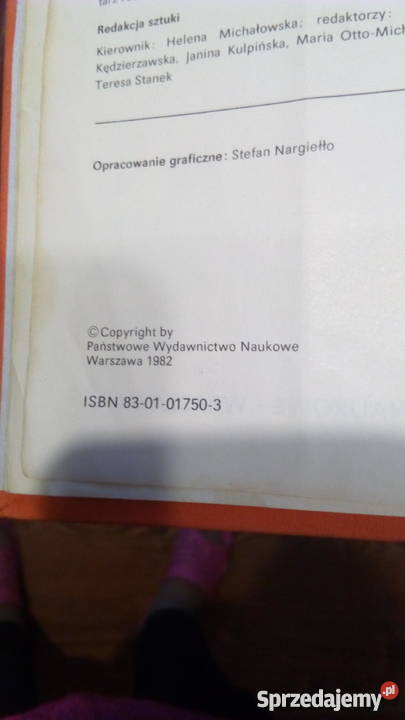 Redakcja sztuki
Kierownik: Helena Michałowska; redaktorzy:
Kędzierzawska, Janina Kulpińska, Maria Otto-Mich
Teresa Stanek
Opracowanie graficzne: Stefan Nargiełło
©Copyright by
Państwowe Wydawnictwo Naukowe
Warszawa 1982
ISBN 83-01-01750-3
Sprzedajemy.pl